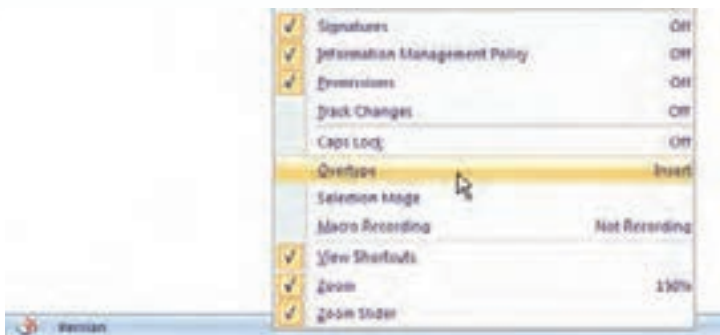 Signatures Off
Information Management Policy Off
Permissions Off
Track Changes Off
Caps Lock Off
Overtype Insert
Selection Mode
Macro Recording Not Recording
View Shortcuts
Zoom 150%
Zoom Slider
Persian